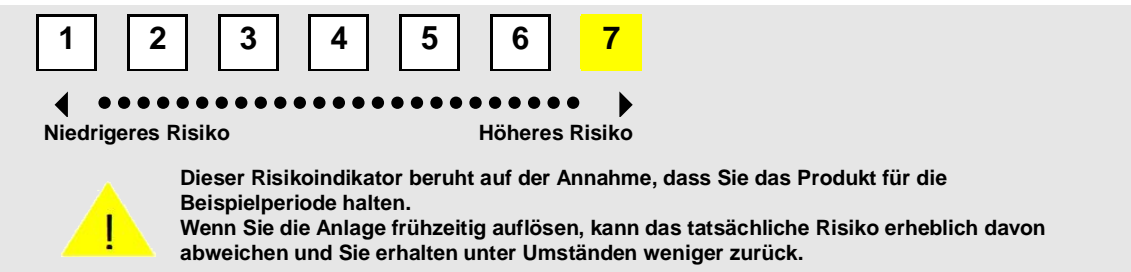 1 2 3 4 5 6 7
Niedrigeres Risiko Höheres Risiko
Dieser Risikoindikator beruht auf der Annahme, dass Sie das Produkt für die
Beispielperiode halten.
Wenn Sie die Anlage frühzeitig auflösen, kann das tatsächliche Risiko erheblich davon
abweichen und Sie erhalten unter Umständen weniger zurück.
!